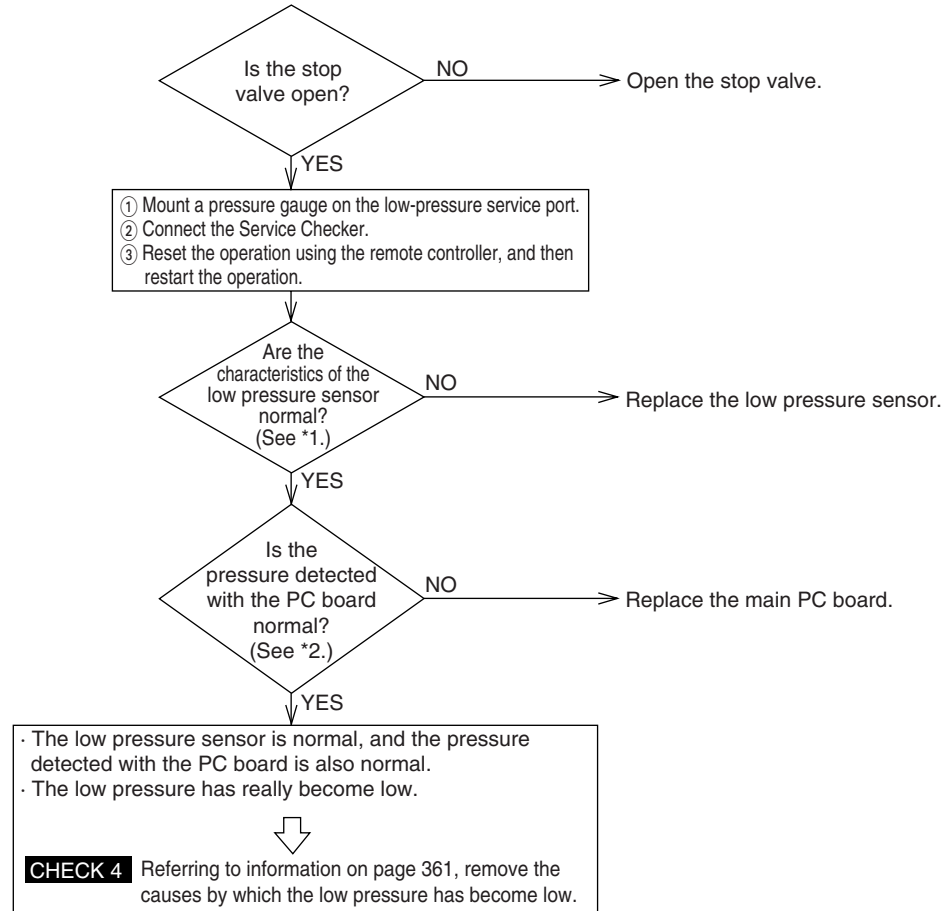 Is the stop
valve open?
NO
Open the stop valve.
YES
① Mount a pressure gauge on the low-pressure service port.
② Connect the Service Checker.
③ Reset the operation using the remote controller, and then
restart the operation.
Are the
characteristics of the
low pressure sensor
normal?
(See *1.)
NO
Replace the low pressure sensor.
YES
Is the
pressure detected
with the PC board
normal?
(See *2.)
NO
Replace the main PC board.
YES
· The low pressure sensor is normal, and the pressure
detected with the PC board is also normal.
· The low pressure has really become low.
CHECK 4 Referring to information on page 361, remove the
causes by which the low pressure has become low.